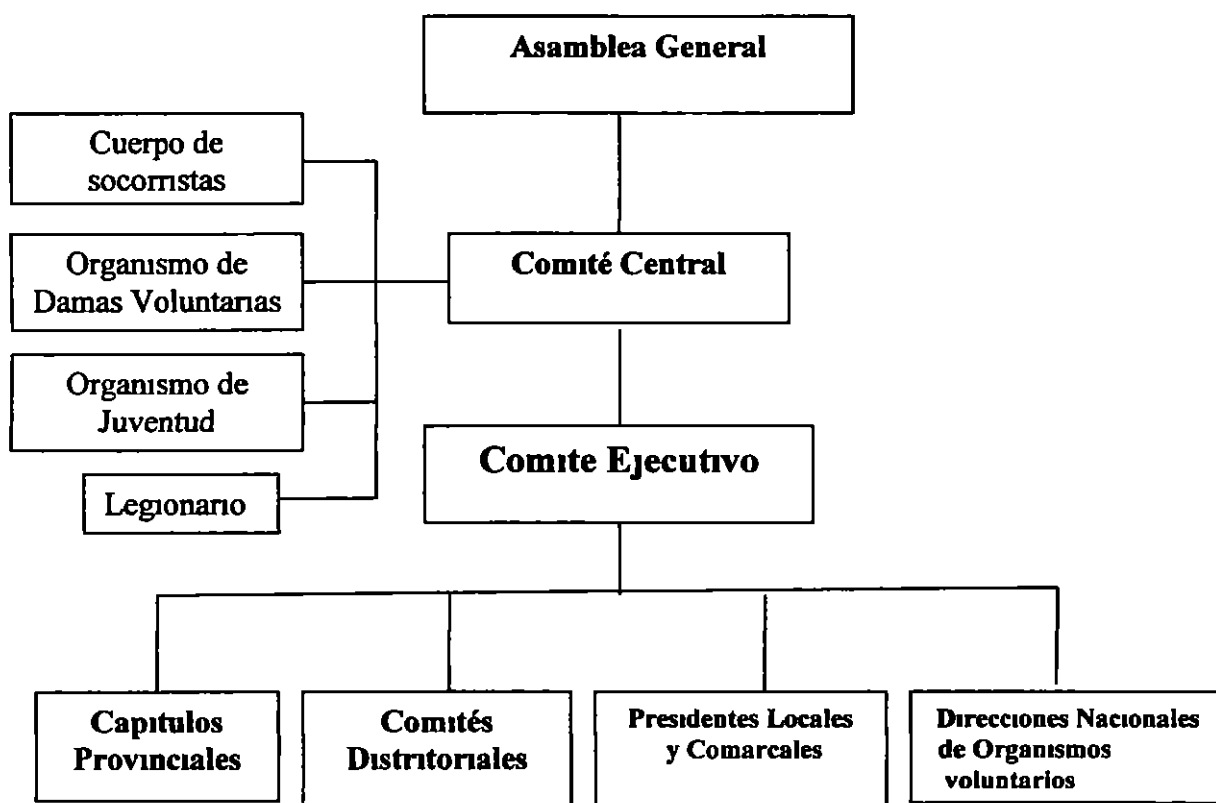 Asamblea General
Cuerpo de
socorristas
Organismo de
Damas Voluntarias
Comité Central
Organismo de
Juventud
Comite Ejecutivo
Legionario
Capitulos
Provinciales
Comités
Distritoriales
Presidentes Locales
y Comarcales
Direcciones Nacionales
de Organismos
voluntarios